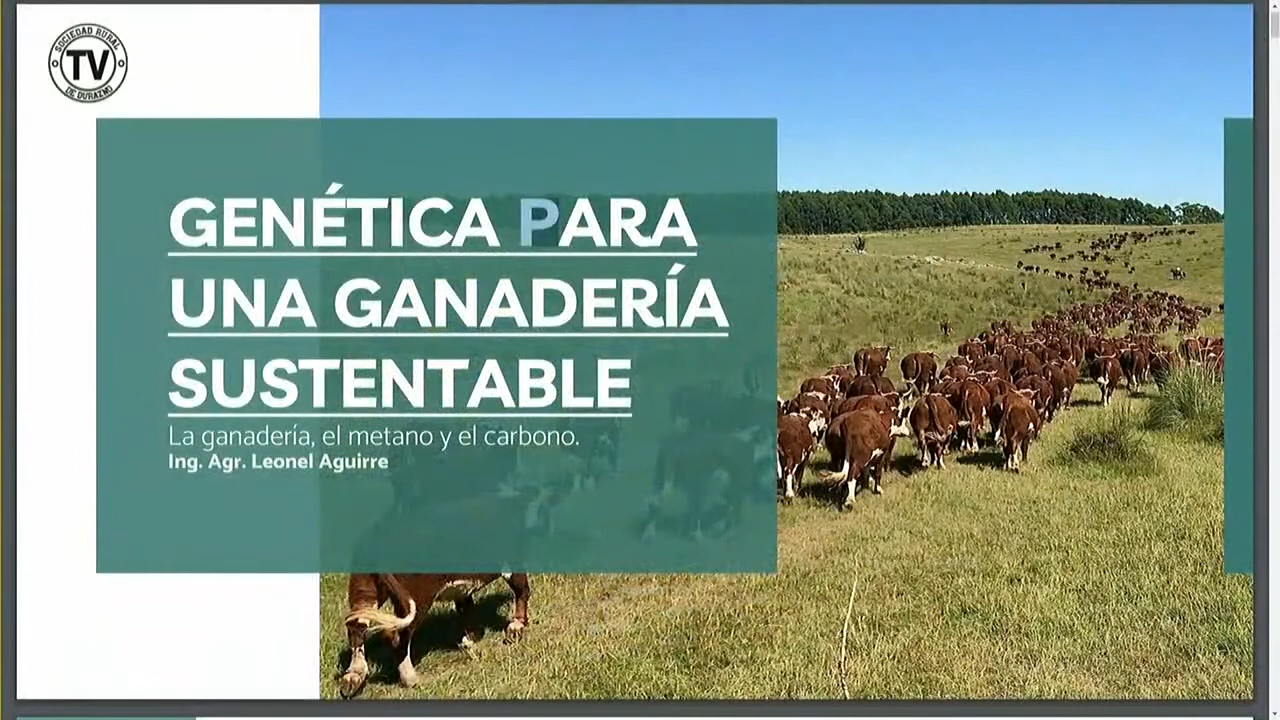 SOCIEDAD RURAL
TV
DE DURAZNO
GENÉTICA PARA
UNA GANADERÍA
SUSTENTABLE
La ganadería, el metano y el carbono.
Ing. Agr. Leonel Aguirre